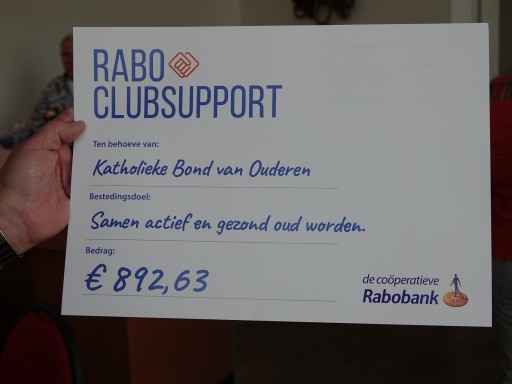 RABO
CLUBSUPPORT
Ten behoeve van:
Katholieke Bond van Ouderen
Bestedingsdoel:
Samen actief en gezond oud worden.
Bedrag:
€ 892,63
de coöperatieve
Rabobank